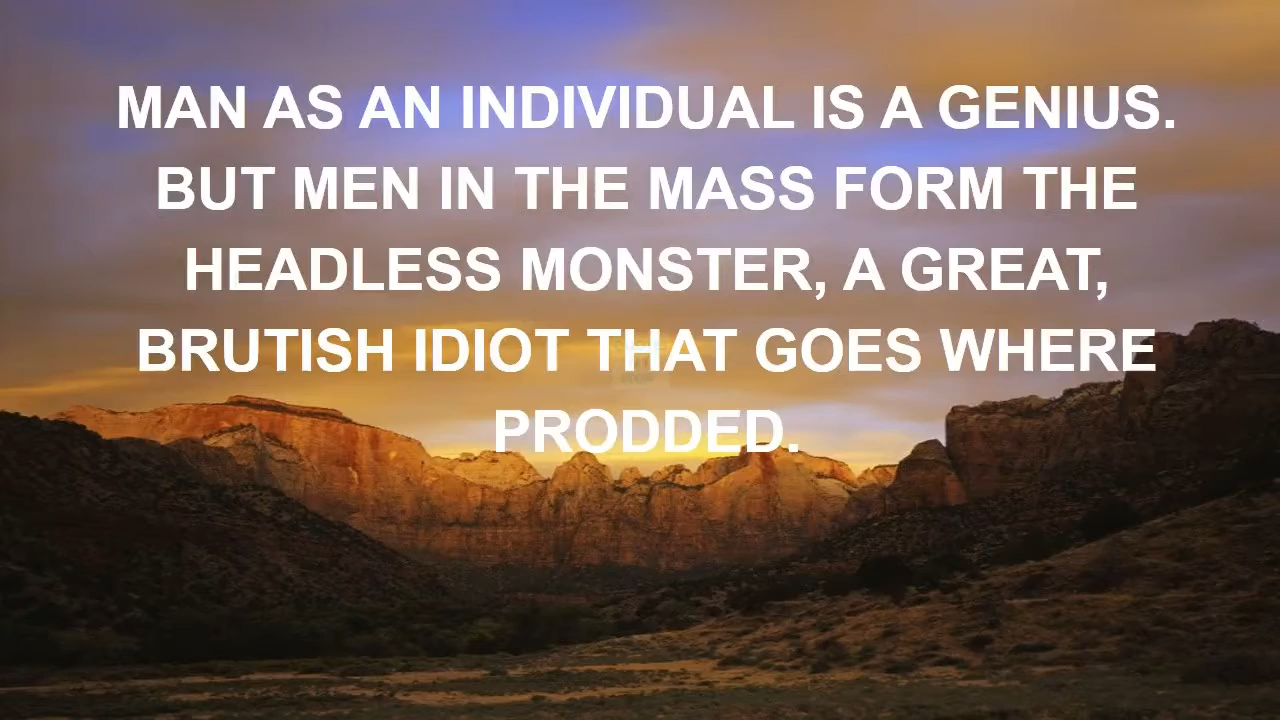 MAN AS AN INDIVIDUAL IS A GENIUS.
BUT MEN IN THE MASS FORM THE
HEADLESS MONSTER, A GREAT,
BRUTISH IDIOT THAT GOES WHERE
PRODDED.